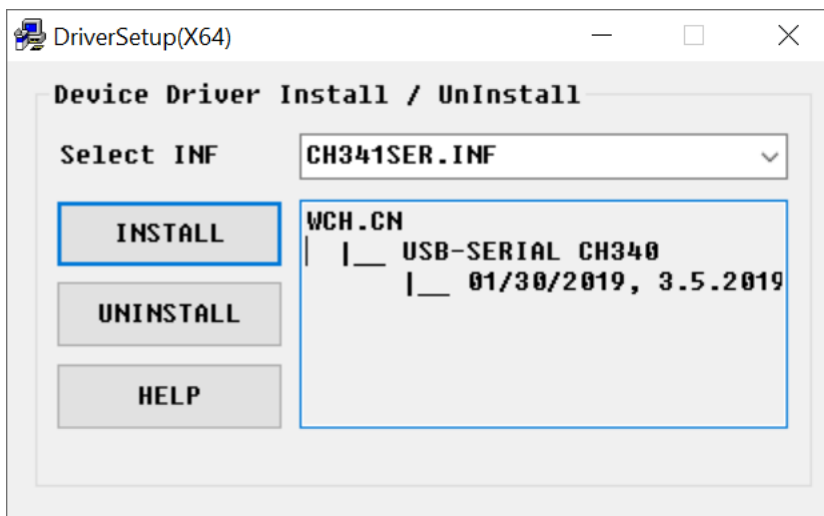 DriverSetup(X64)
Device Driver Install / UnInstall
Select INF
CH341SER.INF
INSTALL
WCH.CN
|__ USB-SERIAL CH340
|__ 01/30/2019, 3.5.2019
UNINSTALL
HELP